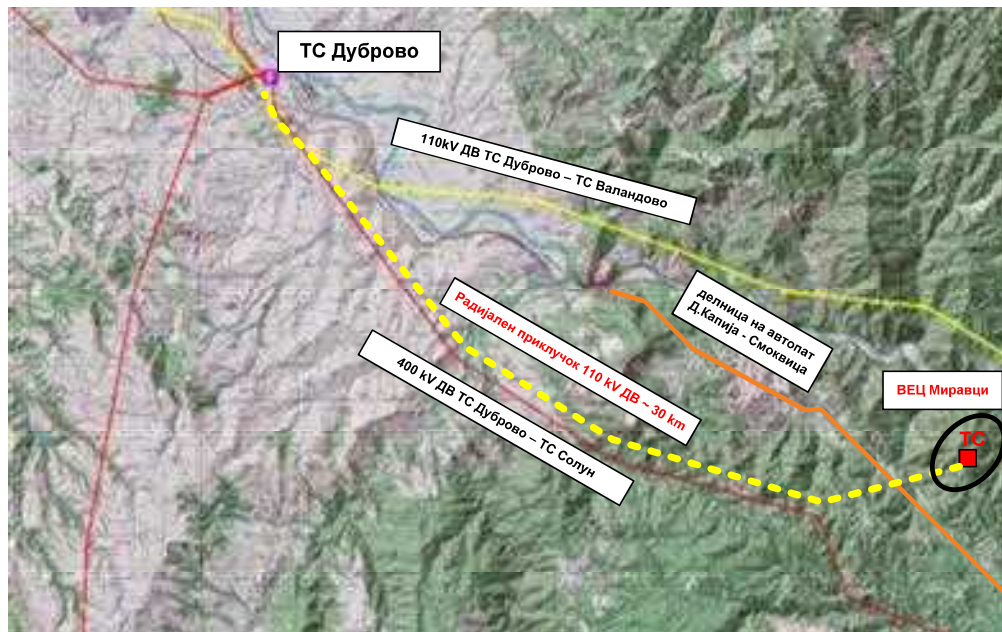 ТС Дуброво
110kV ДВ ТС Дуброво – ТС Валандово
делница на автопат
Д.Капија - Смоквица
Радијален приклучок 110 kV ДВ ~ 30 km
400 kV ДВ ТС Дуброво – ТС Солун
ВЕЦ Миравци
ТС